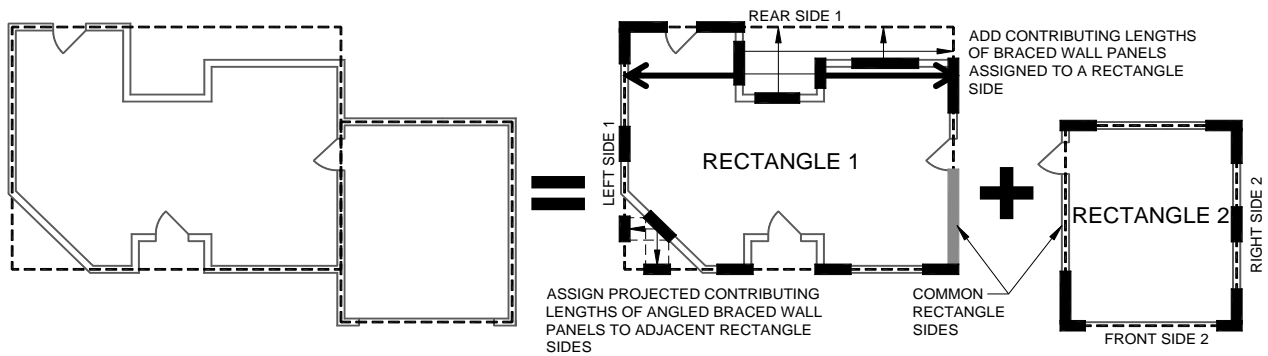 REAR SIDE 1
ADD CONTRIBUTING LENGTHS
OF BRACED WALL PANELS
ASSIGNED TO A RECTANGLE
SIDE
LEFT SIDE 1
RECTANGLE 1
RECTANGLE 2
RIGHT SIDE 2
ASSIGN PROJECTED CONTRIBUTING
LENGTHS OF ANGLED BRACED WALL
PANELS TO ADJACENT RECTANGLE
SIDES
COMMON
RECTANGLE
SIDES
FRONT SIDE 2